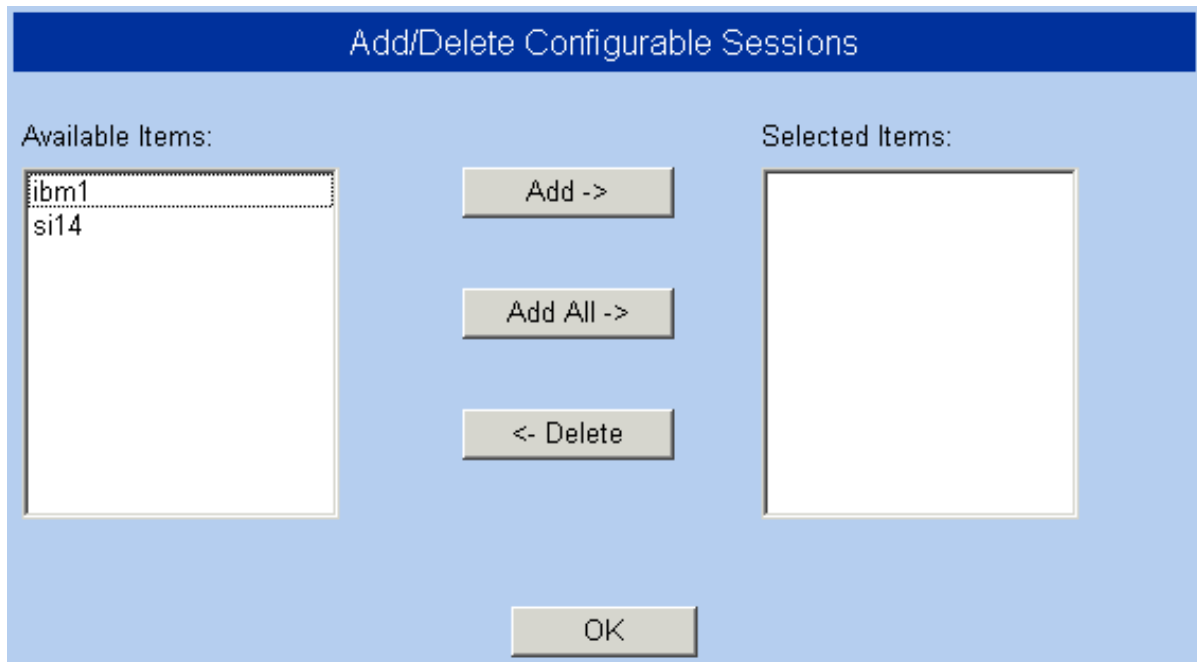 Add/Delete Configurable Sessions
Available Items:
Selected Items:
ibm1
si14
Add ->
Add All ->
<- Delete
OK